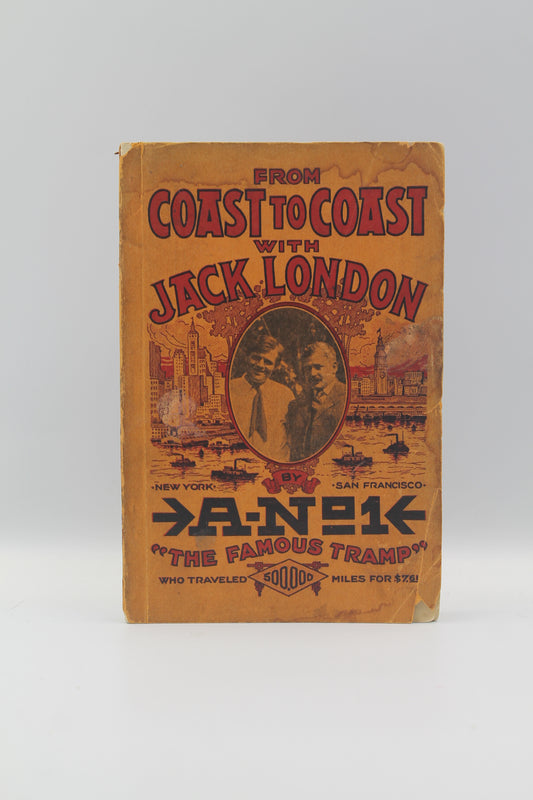 FROM
COAST TO COAST
WITH
JACK LONDON
BY
·NEW YORK· ·SAN FRANCISCO·
A-No1
"THE FAMOUS TRAMP"
WHO TRAVELED 500,000 MILES FOR $7.61